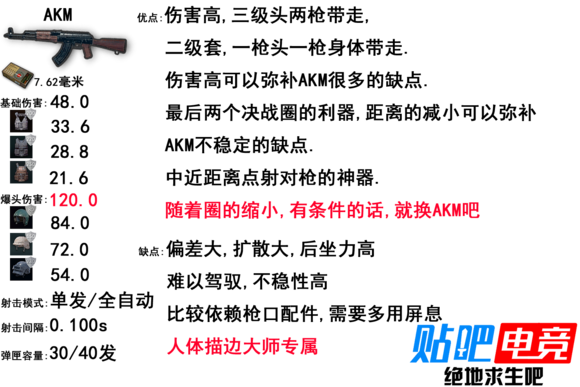 AKM
7.62毫米
基础伤害:48.0
33.6
28.8
21.6
爆头伤害:120.0
84.0
72.0
54.0
射击模式:单发/全自动
射击间隔:0.100s
弹匣容量:30/40发
优点:伤害高,三级头两枪带走,
二级套,一枪头一枪身体带走.
伤害高可以弥补AKM很多的缺点.
最后两个决战圈的利器,距离的减小可以弥补
AKM不稳定的缺点.
中近距离点射对枪的神器.
随着圈的缩小,有条件的话,就换AKM吧
缺点:偏差大,扩散大,后坐力高
难以驾驭,不稳定性高
比较依赖枪口配件,需要多用屏息
人体描边大师专属
贴吧电竞
绝地求生吧